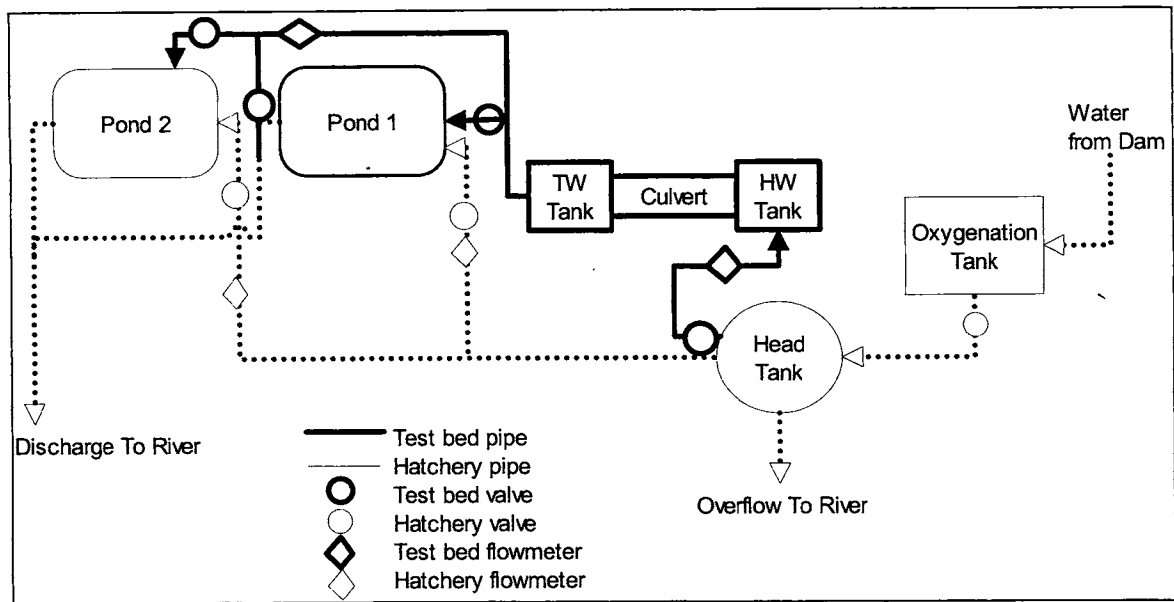 Pond 2
Pond 1
Water
from Dam
TW
Tank
Culvert
HW
Tank
Oxygenation
Tank
Head
Tank
Discharge To River
Overflow To River
Test bed pipe
Hatchery pipe
Test bed valve
Hatchery valve
Test bed flowmeter
Hatchery flowmeter